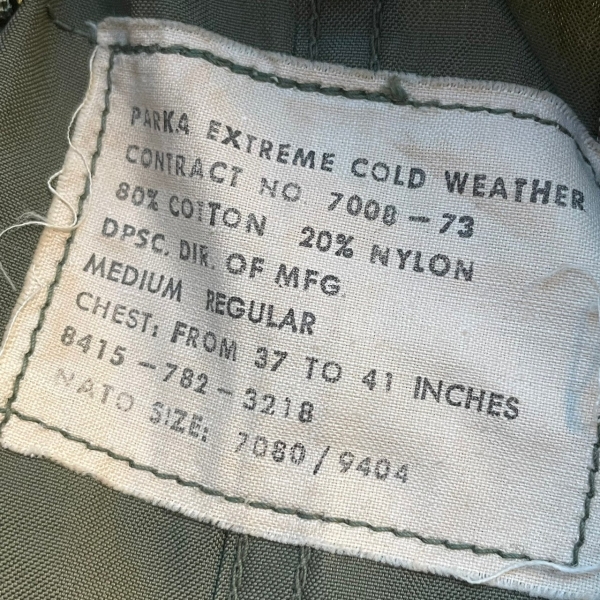 PARKA EXTREME COLD WEATHER
CONTRACT NO 7008-73
80% COTTON 20% NYLON
DPSC. DIR. OF MFG.
MEDIUM REGULAR
CHEST: FROM 37 TO 41 INCHES
8415-782-3218
NATO SIZE: 7080/9404